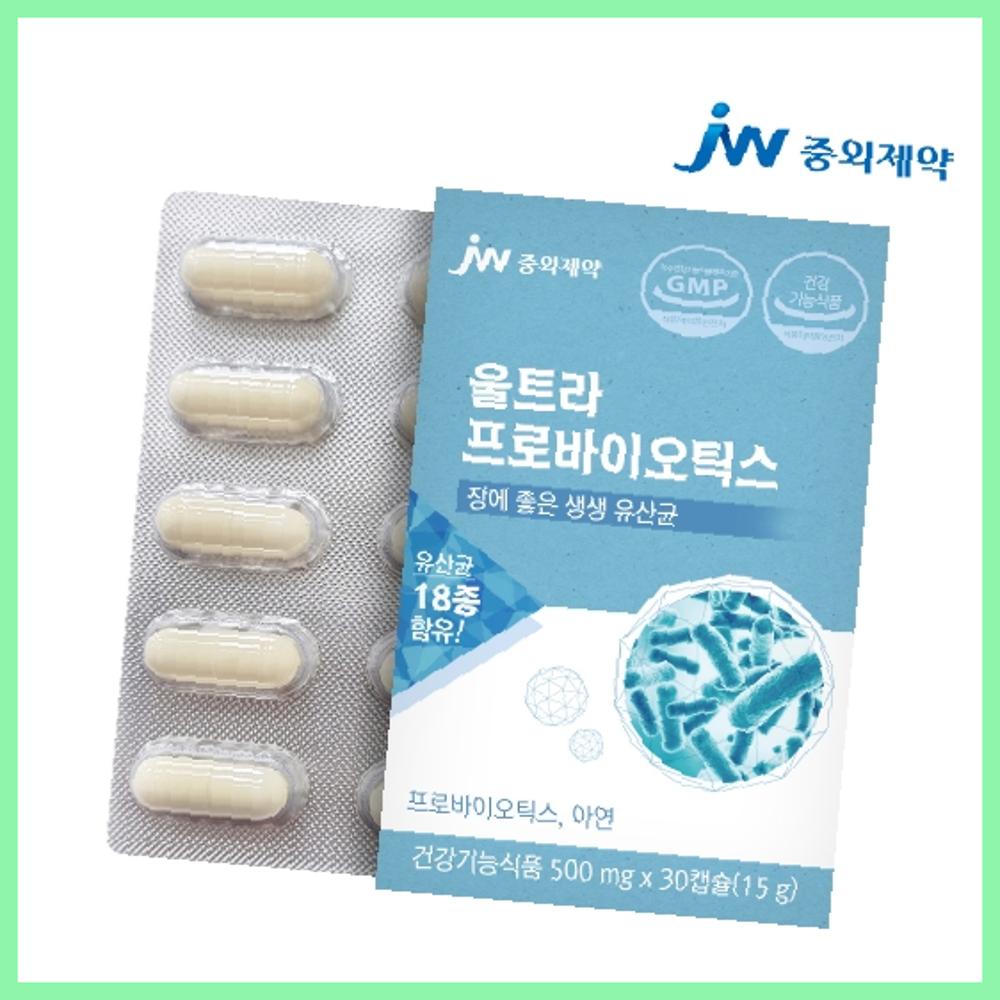 jw 중외제약
jw 중외제약
GMP
건강
기능식품
울트라
프로바이오틱스
장에 좋은 생생 유산균
유산균
18종
함유!
프로바이오틱스, 아연
건강기능식품 500 mg x 30캡슐(15 g)